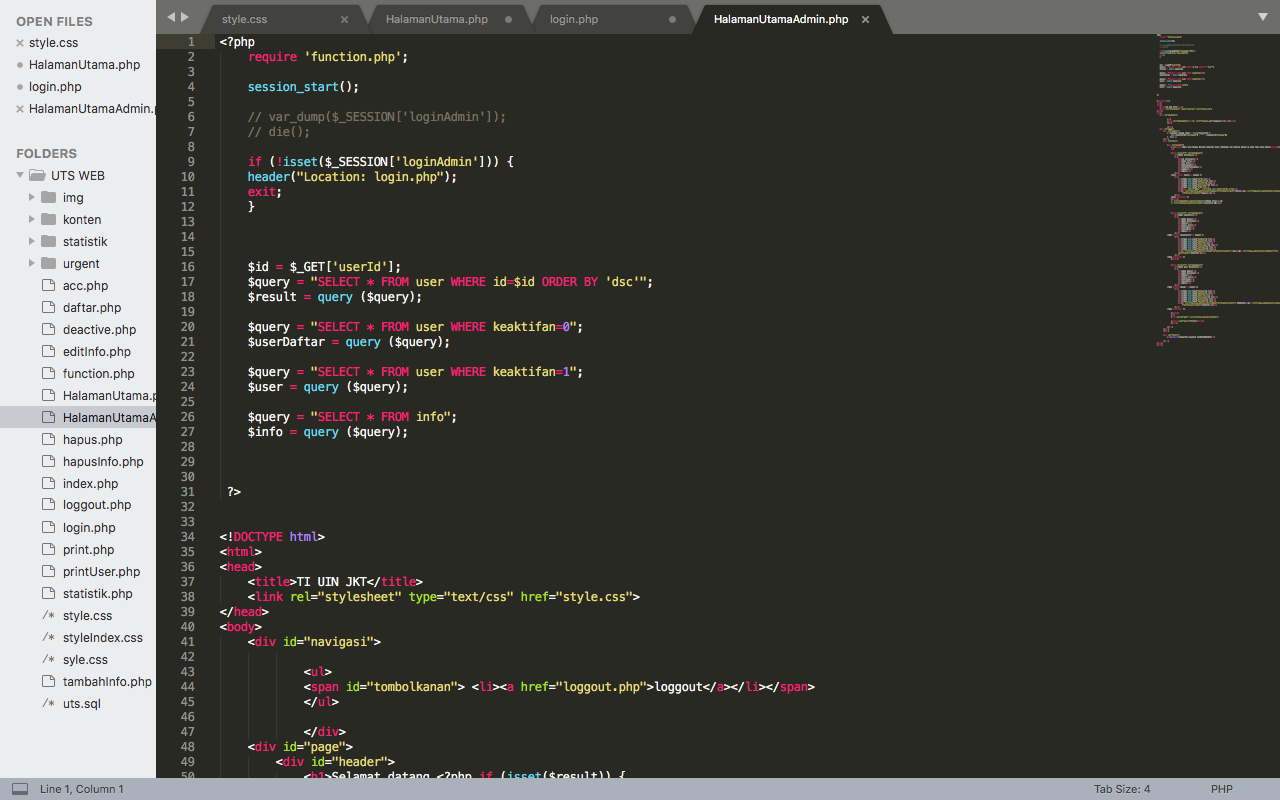 OPEN FILES
style.css
HalamanUtama.php
login.php
HalamanUtamaAdmin.
FOLDERS
UTS WEB
img
konten
statistik
urgent
acc.php
daftar.php
deactive.php
editInfo.php
function.php
HalamanUtama.p
HalamanUtamaA
hapus.php
hapusInfo.php
index.php
loggout.php
login.php
print.php
printUser.php
statistik.php
/* style.css
/* styleIndex.css
/* syle.css
tambahInfo.php
/* uts.sql
style.css HalamanUtama.php login.php HalamanUtamaAdmin.php
1 <?php
2 require 'function.php';
3
4 session_start();
5
6 // var_dump($_SESSION['loginAdmin']);
7 // die();
8
9 if (!isset($_SESSION['loginAdmin'])) {
10 header("Location: login.php");
11 exit;
12 }
13
14
15
16 $id = $_GET['userId'];
17 $query = "SELECT * FROM user WHERE id=$id ORDER BY 'dsc'";
18 $result = query ($query);
19
20 $query = "SELECT * FROM user WHERE keaktifan=0";
21 $userDaftar = query ($query);
22
23 $query = "SELECT * FROM user WHERE keaktifan=1";
24 $user = query ($query);
25
26 $query = "SELECT * FROM info";
27 $info = query ($query);
28
29
30
31 ?>
32
33
34 <!DOCTYPE html>
35 <html>
36 <head>
37 <title>TI UIN JKT</title>
38 <link rel="stylesheet" type="text/css" href="style.css">
39 </head>
40 <body>
41 <div id="navigasi">
42
43 <ul>
44 <span id="tombolkanan"> <li><a href="loggout.php">loggout</a></li></span>
45 </ul>
46
47 </div>
48 <div id="page">
49 <div id="header">
50 <h1>Selamat datang <?php if (isset($result)) {
Line 1, Column 1
Tab Size: 4
PHP